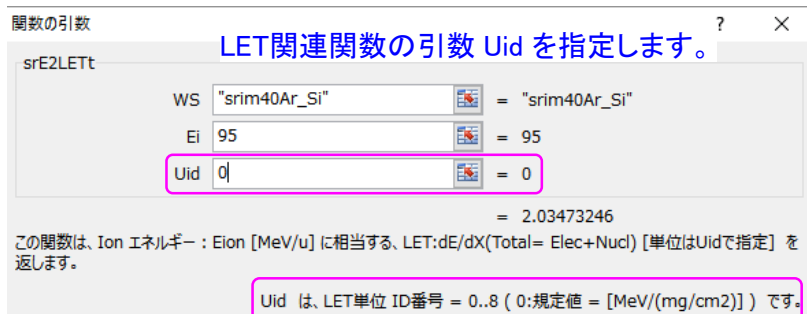 関数の引数 ? ×
LET関連関数の引数 Uid を指定します。
srE2LETt
WS "srim40Ar_Si" = "srim40Ar_Si"
Ei 95 = 95
Uid 0 = 0
= 2.03473246
この関数は、Ion エネルギー : Eion [MeV/u] に相当する、LET:dE/dX(Total= Elec+Nucl) [単位はUidで指定] を
返します。
Uid は、LET単位 ID番号 = 0..8 ( 0:規定値 = [MeV/(mg/cm2)] ) です。